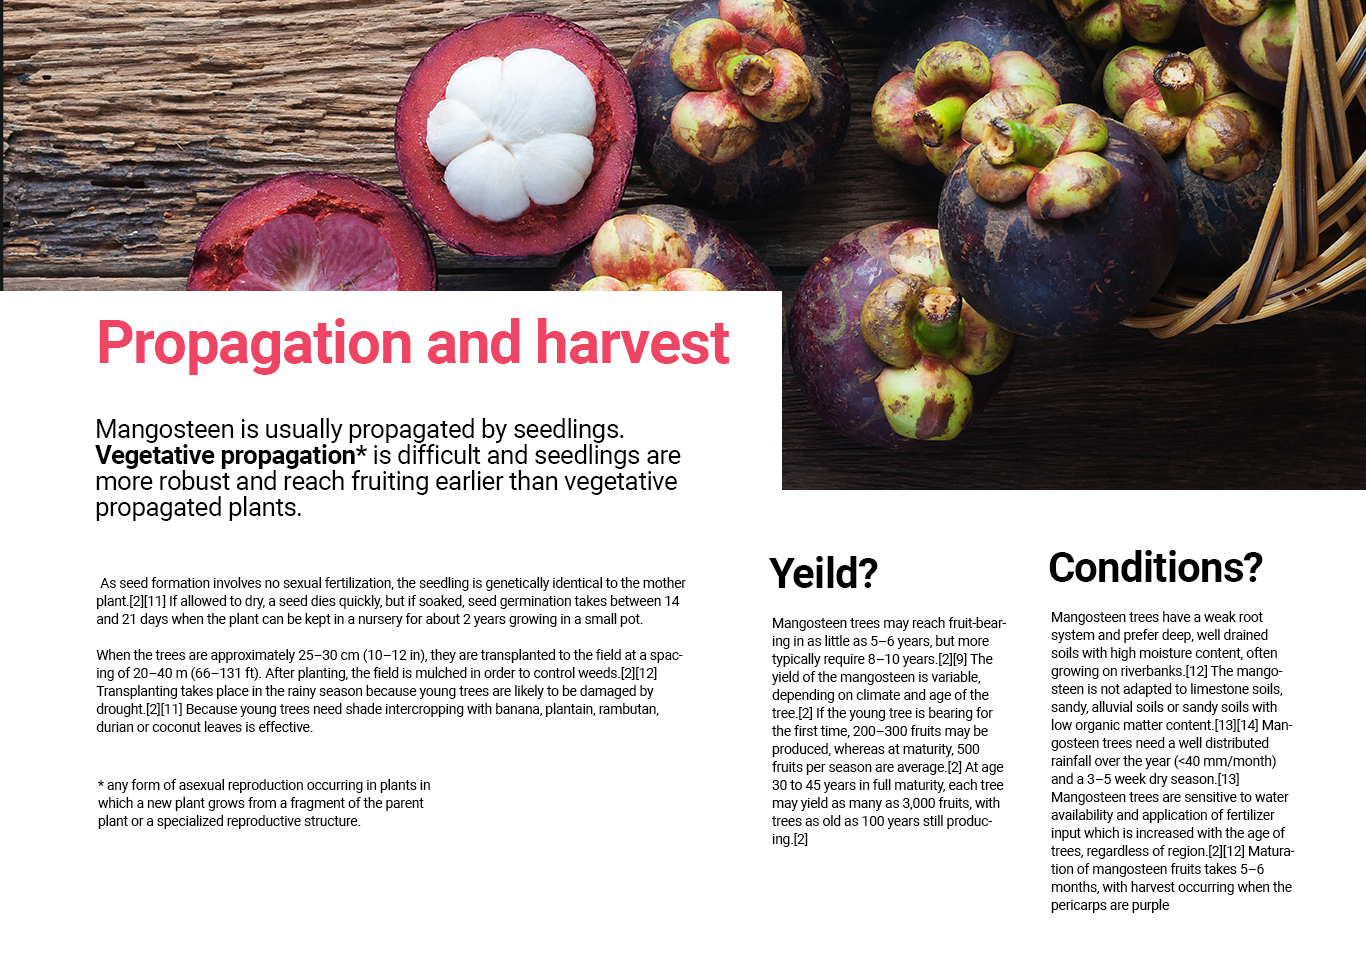 Propagation and harvest
Mangosteen is usually propagated by seedlings.
Vegetative propagation* is difficult and seedlings are
more robust and reach fruiting earlier than vegetative
propagated plants.
As seed formation involves no sexual fertilization, the seedling is genetically identical to the mother
plant.[2][11] If allowed to dry, a seed dies quickly, but if soaked, seed germination takes between 14
and 21 days when the plant can be kept in a nursery for about 2 years growing in a small pot.
When the trees are approximately 25–30 cm (10–12 in), they are transplanted to the field at a spac-
ing of 20–40 m (66–131 ft). After planting, the field is mulched in order to control weeds.[2][12]
Transplanting takes place in the rainy season because young trees are likely to be damaged by
drought.[2][11] Because young trees need shade intercropping with banana, plantain, rambutan,
durian or coconut leaves is effective.
* any form of asexual reproduction occurring in plants in
which a new plant grows from a fragment of the parent
plant or a specialized reproductive structure.
Yeild?
Mangosteen trees may reach fruit-bear-
ing in as little as 5–6 years, but more
typically require 8–10 years.[2][9] The
yield of the mangosteen is variable,
depending on climate and age of the
tree.[2] If the young tree is bearing for
the first time, 200–300 fruits may be
produced, whereas at maturity, 500
fruits per season are average.[2] At age
30 to 45 years in full maturity, each tree
may yield as many as 3,000 fruits, with
trees as old as 100 years still produc-
ing.[2]
Conditions?
Mangosteen trees have a weak root
system and prefer deep, well drained
soils with high moisture content, often
growing on riverbanks.[12] The mango-
steen is not adapted to limestone soils,
sandy, alluvial soils or sandy soils with
low organic matter content.[13][14] Man-
gosteen trees need a well distributed
rainfall over the year (<40 mm/month)
and a 3–5 week dry season.[13]
Mangosteen trees are sensitive to water
availability and application of fertilizer
input which is increased with the age of
trees, regardless of region.[2][12] Matura-
tion of mangosteen fruits takes 5–6
months, with harvest occurring when the
pericarps are purple